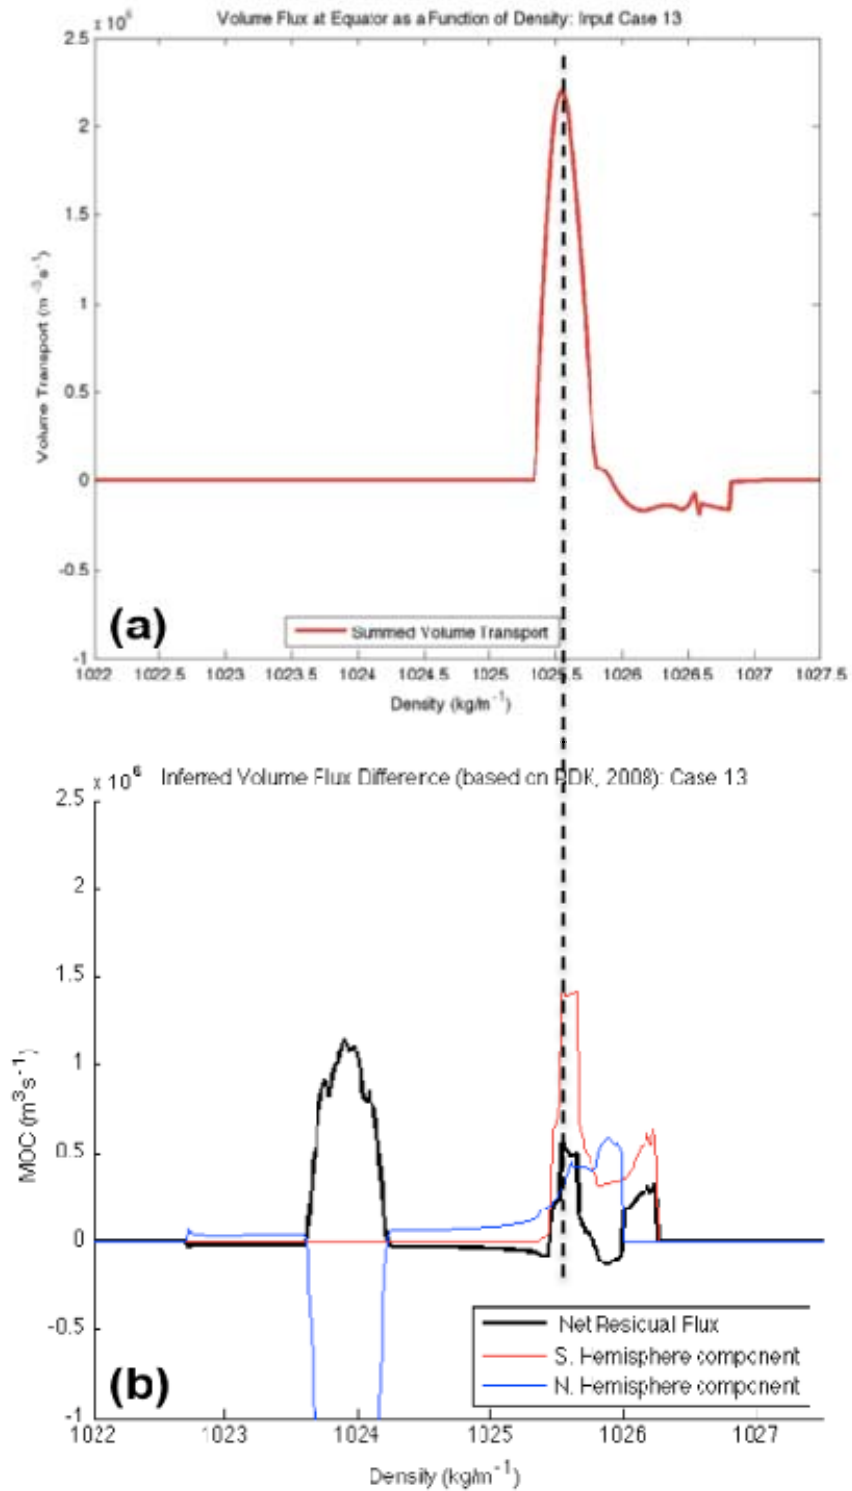 Volume Flux at Equator as a Function of Density: Input Case 13
x 10⁶
2.5
2
1.5
1
0.5
0
-0.5
-1
Volume Transport (m⁻³s⁻¹)
(a)
Summed Volume Transport
1022 1022.5 1023 1023.5 1024 1024.5 1025 1025.5 1026 1026.5 1027 1027.5
Density (kg/m⁻¹)
x 10⁶ Inferred Volume Flux Difference (based on PDK, 2008): Case 13
2.5
2
1.5
1
0.5
0
-0.5
-1
MOC (m³s⁻¹)
Net Residual Flux
S. Hemisphere component
N. Hemisphere component
(b)
1022 1023 1024 1025 1026 1027
Density (kg/m⁻¹)